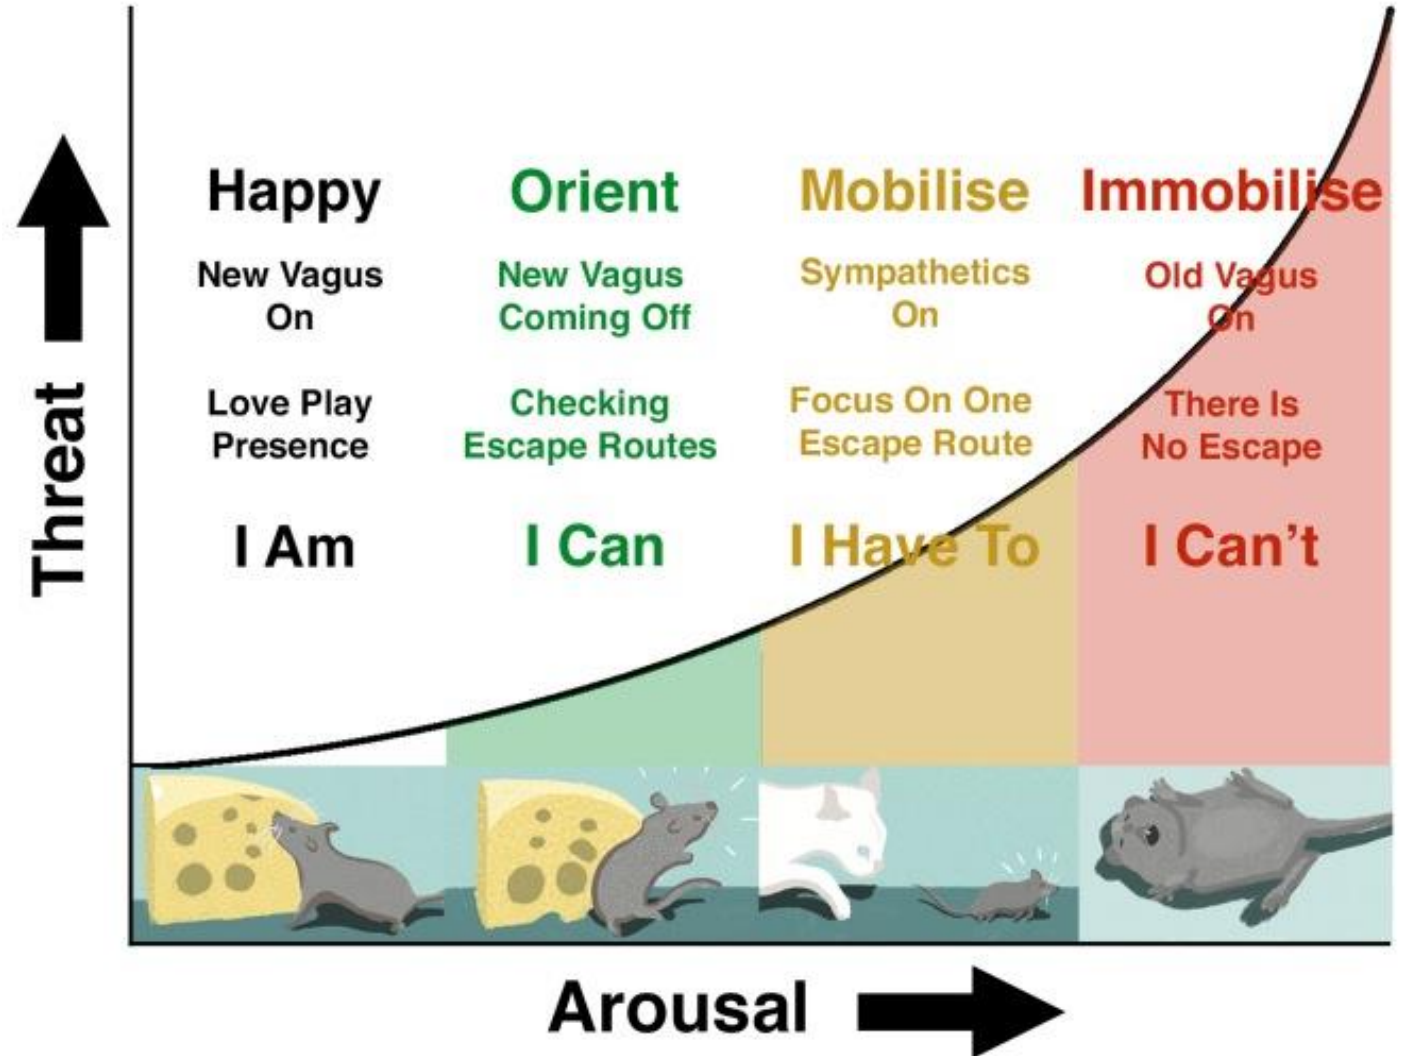 Threat
Happy
New Vagus
On
Love Play
Presence
I Am
Orient
New Vagus
Coming Off
Checking
Escape Routes
I Can
Mobilise
Sympathetics
On
Focus On One
Escape Route
I Have To
Immobilise
Old Vagus
On
There Is
No Escape
I Can't
Arousal